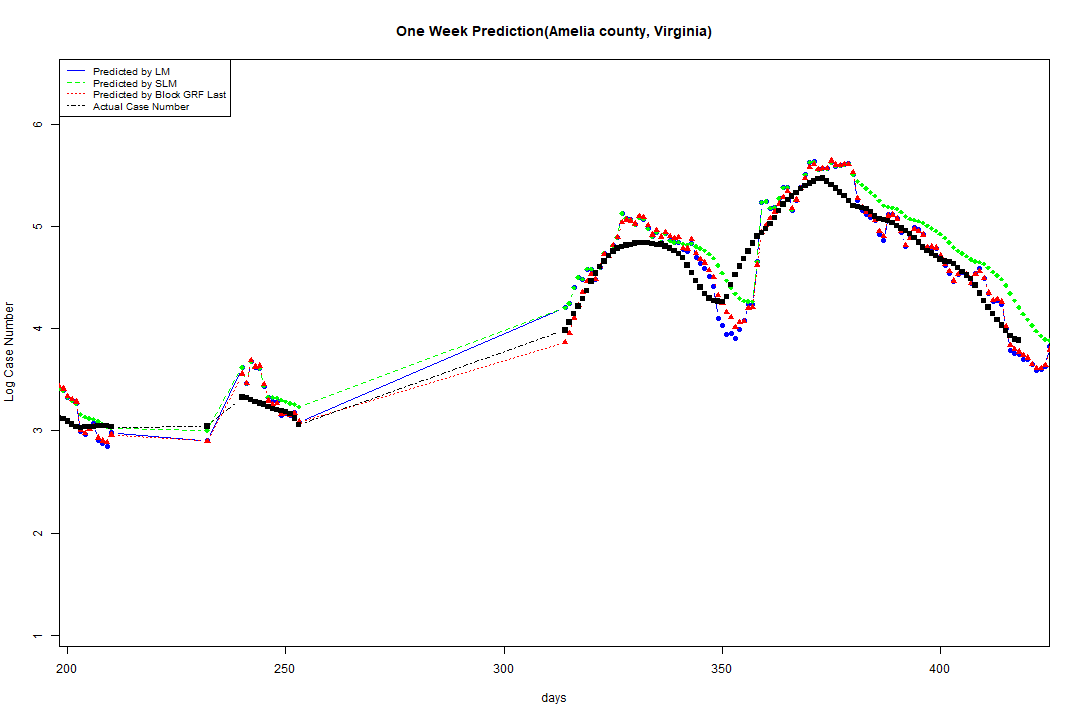 One Week Prediction(Amelia county, Virginia)
Predicted by LM
Predicted by SLM
Predicted by Block GRF Last
Actual Case Number
6
5
4
3
2
1
Log Case Number
200 250 300 350 400
days